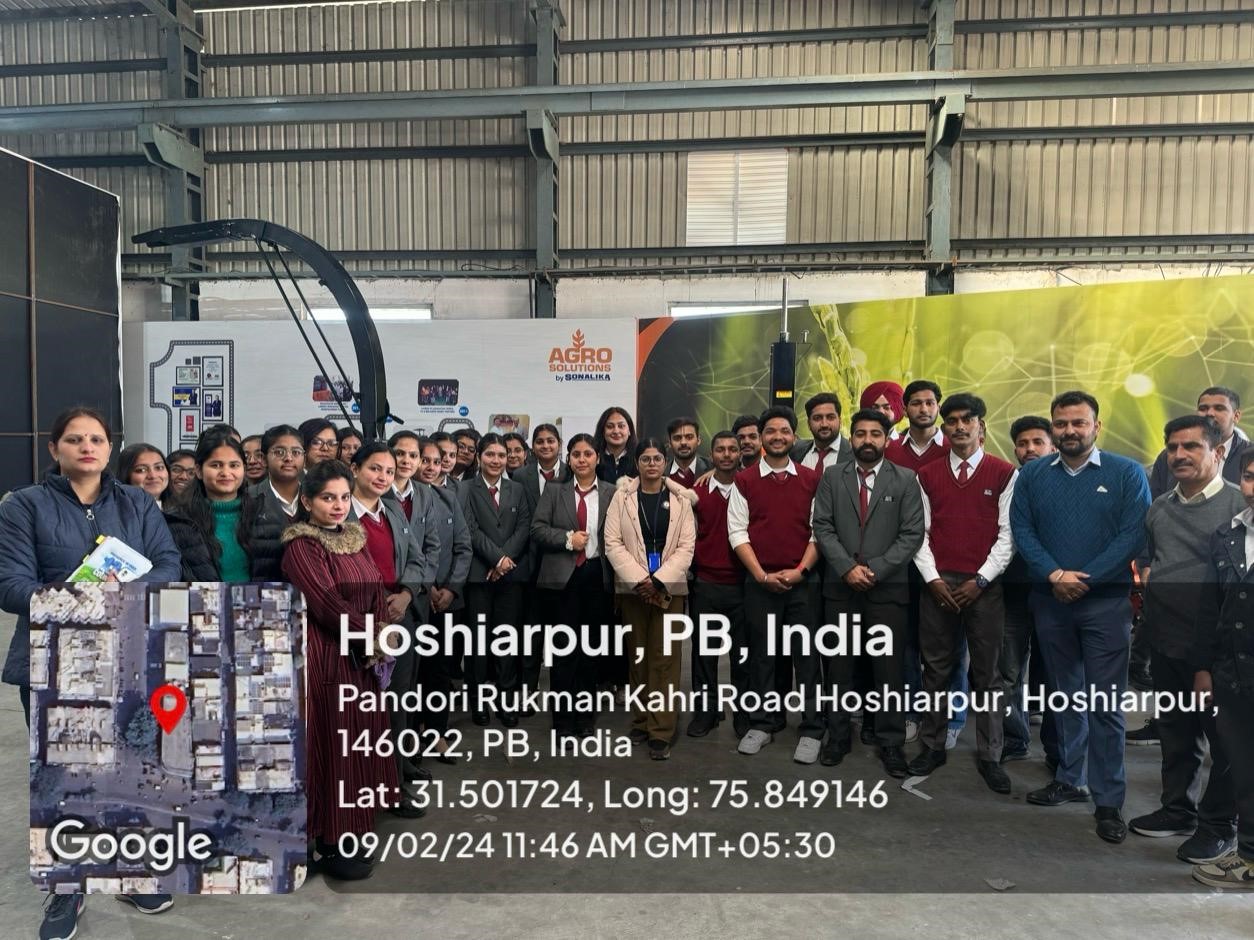 AGRO
SOLUTIONS
by SONALIKA
Hoshiarpur, PB, India
Pandori Rukman Kahri Road Hoshiarpur, Hoshiarpur,
146022, PB, India
Lat: 31.501724, Long: 75.849146
09/02/24 11:46 AM GMT+05:30
Google